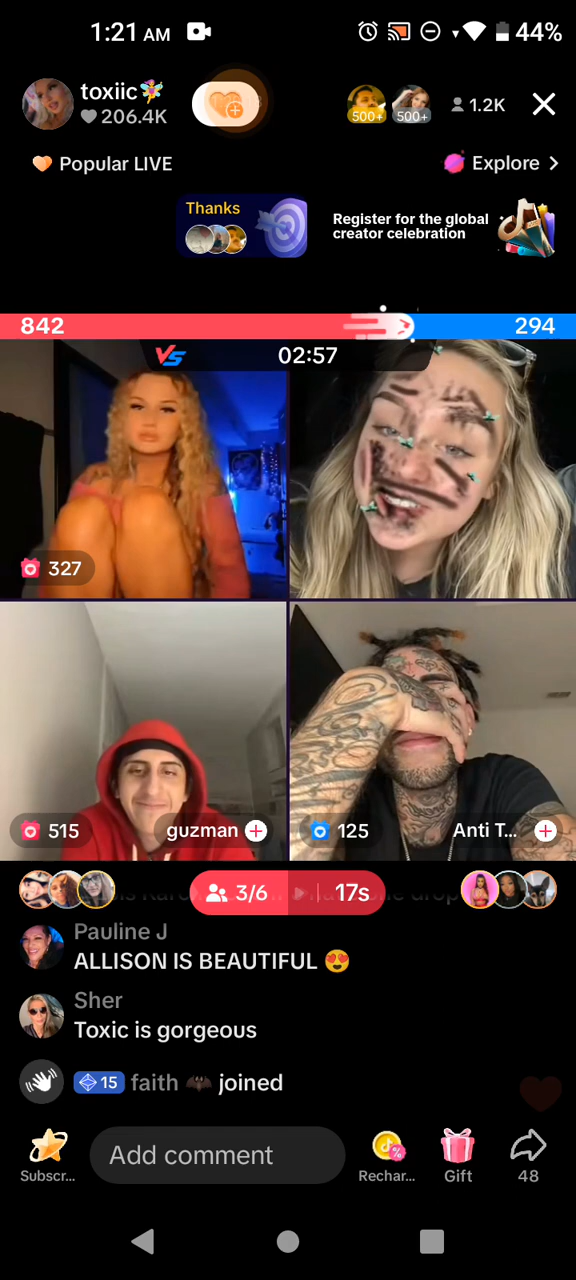 1:21 AM
44%
toxiic🧚
206.4K
500+
500+
1.2K
Popular LIVE
Explore >
Thanks
Register for the global
creator celebration
842
294
VS
02:57
327
515
guzman
125
Anti T...
3/6
17s
Pauline J
ALLISON IS BEAUTIFUL 😍
Sher
Toxic is gorgeous
15 faith 🦇 joined
Subscr...
Add comment
Rechar...
Gift
48